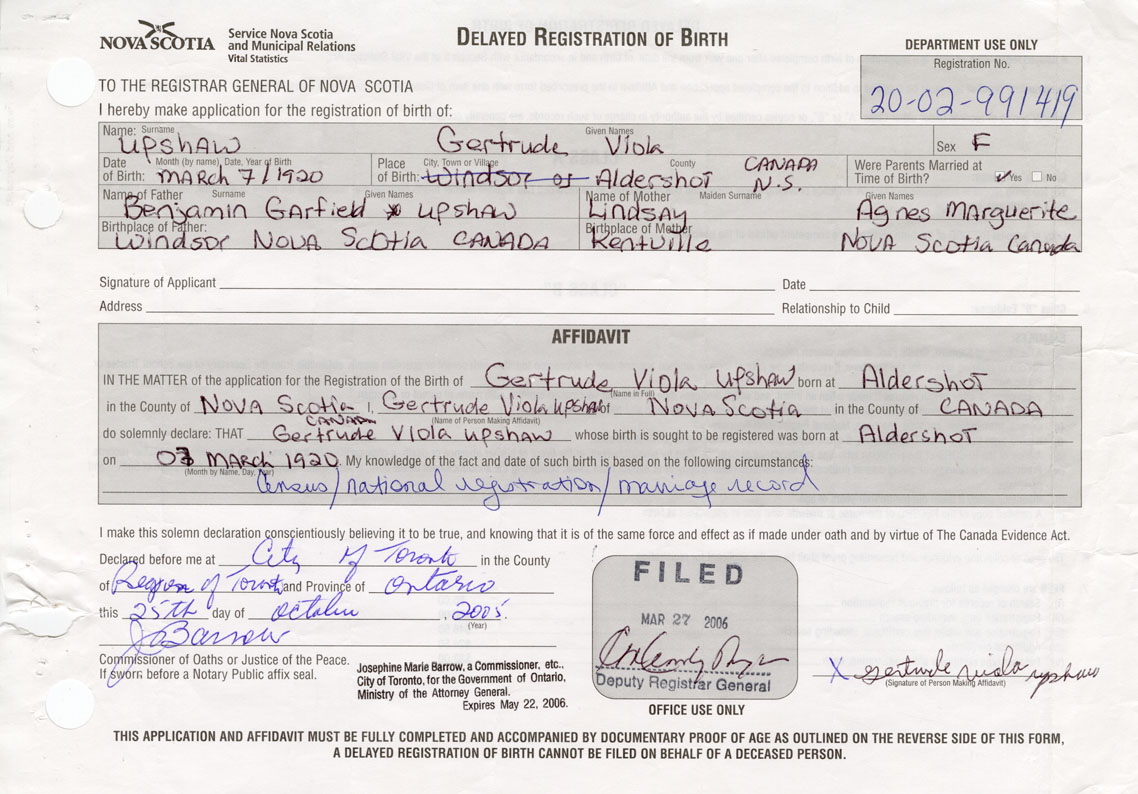 NOVA SCOTIA
Service Nova Scotia
and Municipal Relations
Vital Statistics
DELAYED REGISTRATION OF BIRTH
DEPARTMENT USE ONLY
Registration No.
20-02-991419
TO THE REGISTRAR GENERAL OF NOVA SCOTIA
I hereby make application for the registration of birth of:
Name: Surname Given Names
UPSHAW Gertrude Viola Sex F
Date of Birth: Month (by name), Date, Year of Birth MARCH 7/1920
Place of Birth: City, Town or Village County Windsor or Aldershot CANADA N.S.
Were Parents Married at Time of Birth? Yes No
Name of Father Surname Given Names
Benjamin Garfield UPSHAW
Name of Mother Maiden Surname Given Names
Lindsay Agnes Marguerite
Birthplace of Father:
Windsor NOVA Scotia CANADA
Birthplace of Mother
Kentville NOVA Scotia Canada
Signature of Applicant Date
Address Relationship to Child
AFFIDAVIT
IN THE MATTER of the application for the Registration of the Birth of Gertrude Viola Upshaw born at Aldershot
(Name in Full)
in the County of NOVA Scotia CANADA I, Gertrude Viola Upshaw of NOVA Scotia in the County of CANADA
(Name of Person Making Affidavit)
do solemnly declare: THAT Gertrude Viola Upshaw whose birth is sought to be registered was born at Aldershot
on 07 MARCH 1920. My knowledge of the fact and date of such birth is based on the following circumstances:
(Month by Name, Day, Year)
Census/national registration/marriage record
I make this solemn declaration conscientiously believing it to be true, and knowing that it is of the same force and effect as if made under oath and by virtue of The Canada Evidence Act.
Declared before me at City of Toronto in the County
of Region of Toronto and Province of Ontario
this 25th day of October, 2005.
(Year)
J Barrow
Commissioner of Oaths or Justice of the Peace.
If sworn before a Notary Public affix seal.
Josephine Marie Barrow, a Commissioner, etc.,
City of Toronto, for the Government of Ontario,
Ministry of the Attorney General.
Expires May 22, 2006.
FILED
MAR 27 2006
Deputy Registrar General
OFFICE USE ONLY
X Gertrude Viola Upshaw
(Signature of Person Making Affidavit)
THIS APPLICATION AND AFFIDAVIT MUST BE FULLY COMPLETED AND ACCOMPANIED BY DOCUMENTARY PROOF OF AGE AS OUTLINED ON THE REVERSE SIDE OF THIS FORM,
A DELAYED REGISTRATION OF BIRTH CANNOT BE FILED ON BEHALF OF A DECEASED PERSON.